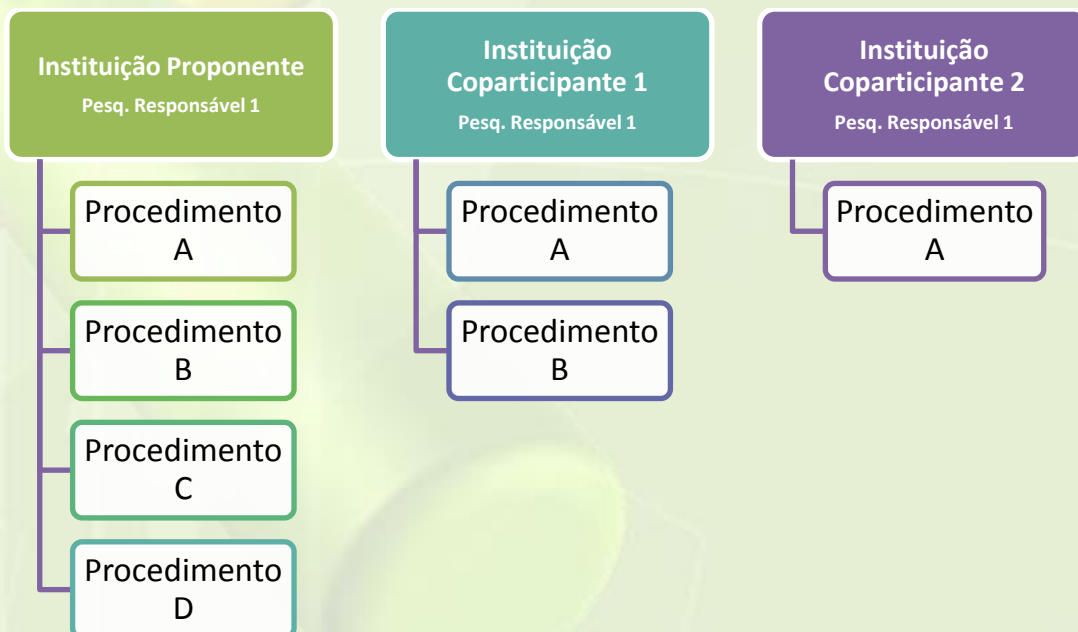 Instituição Proponente
Pesq. Responsável 1
Procedimento
A
Procedimento
B
Procedimento
C
Procedimento
D
Instituição
Coparticipante 1
Pesq. Responsável 1
Procedimento
A
Procedimento
B
Instituição
Coparticipante 2
Pesq. Responsável 1
Procedimento
A